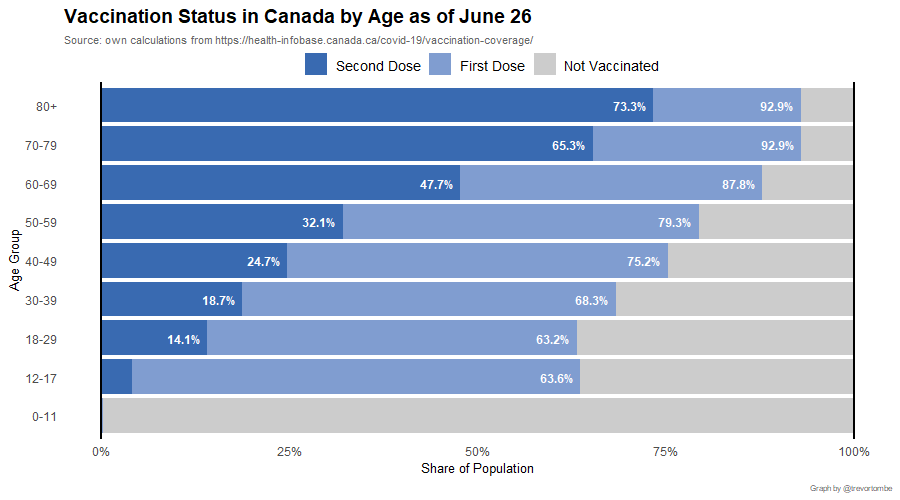 Vaccination Status in Canada by Age as of June 26
Source: own calculations from https://health-infobase.canada.ca/covid-19/vaccination-coverage/
Second Dose First Dose Not Vaccinated
80+ 73.3% 92.9%
70-79 65.3% 92.9%
60-69 47.7% 87.8%
50-59 32.1% 79.3%
40-49 24.7% 75.2%
30-39 18.7% 68.3%
18-29 14.1% 63.2%
12-17 63.6%
0-11
Age Group
0% 25% 50% 75% 100%
Share of Population
Graph by @trevortombe